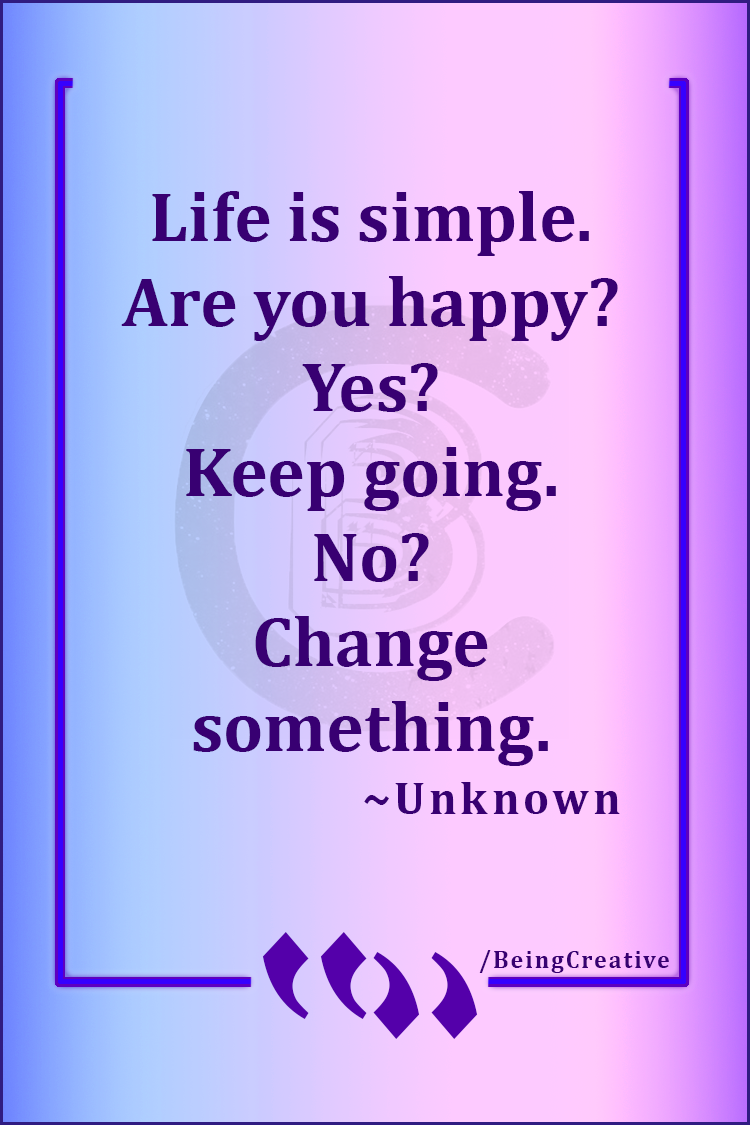 Life is simple.
Are you happy?
Yes?
Keep going.
No?
Change
something.
~Unknown
/BeingCreative